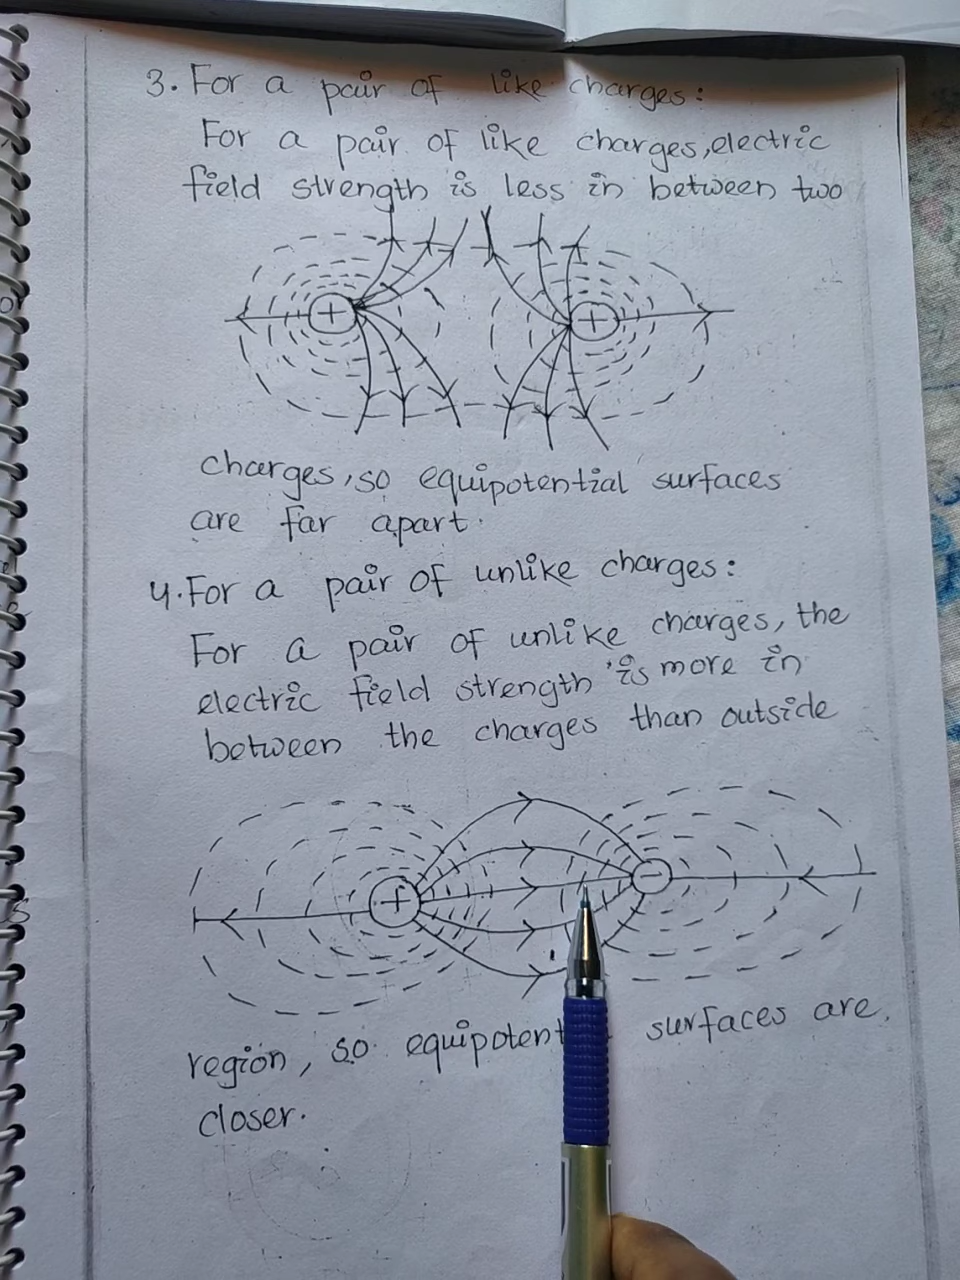 3. For a pair of like charges:
For a pair of like charges, electric
field strength is less in between two
+
+
charges, so equipotential surfaces
are far apart.
4. For a pair of unlike charges:
For a pair of unlike charges, the
electric field strength is more in
between the charges than outside
+
-
region, so surfaces are
closer.